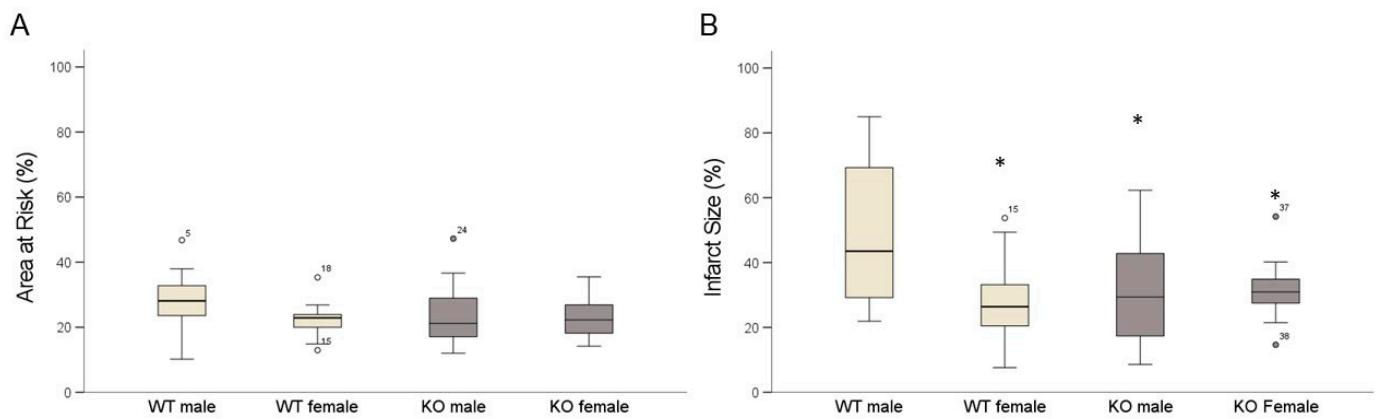 A
Area at Risk (%)
100
80
60
40
20
0
5
18
15
24
WT male
WT female
KO male
KO female
B
Infarct Size (%)
100
80
60
40
20
0
*
*
*
15
37
38
WT male
WT female
KO male
KO Female